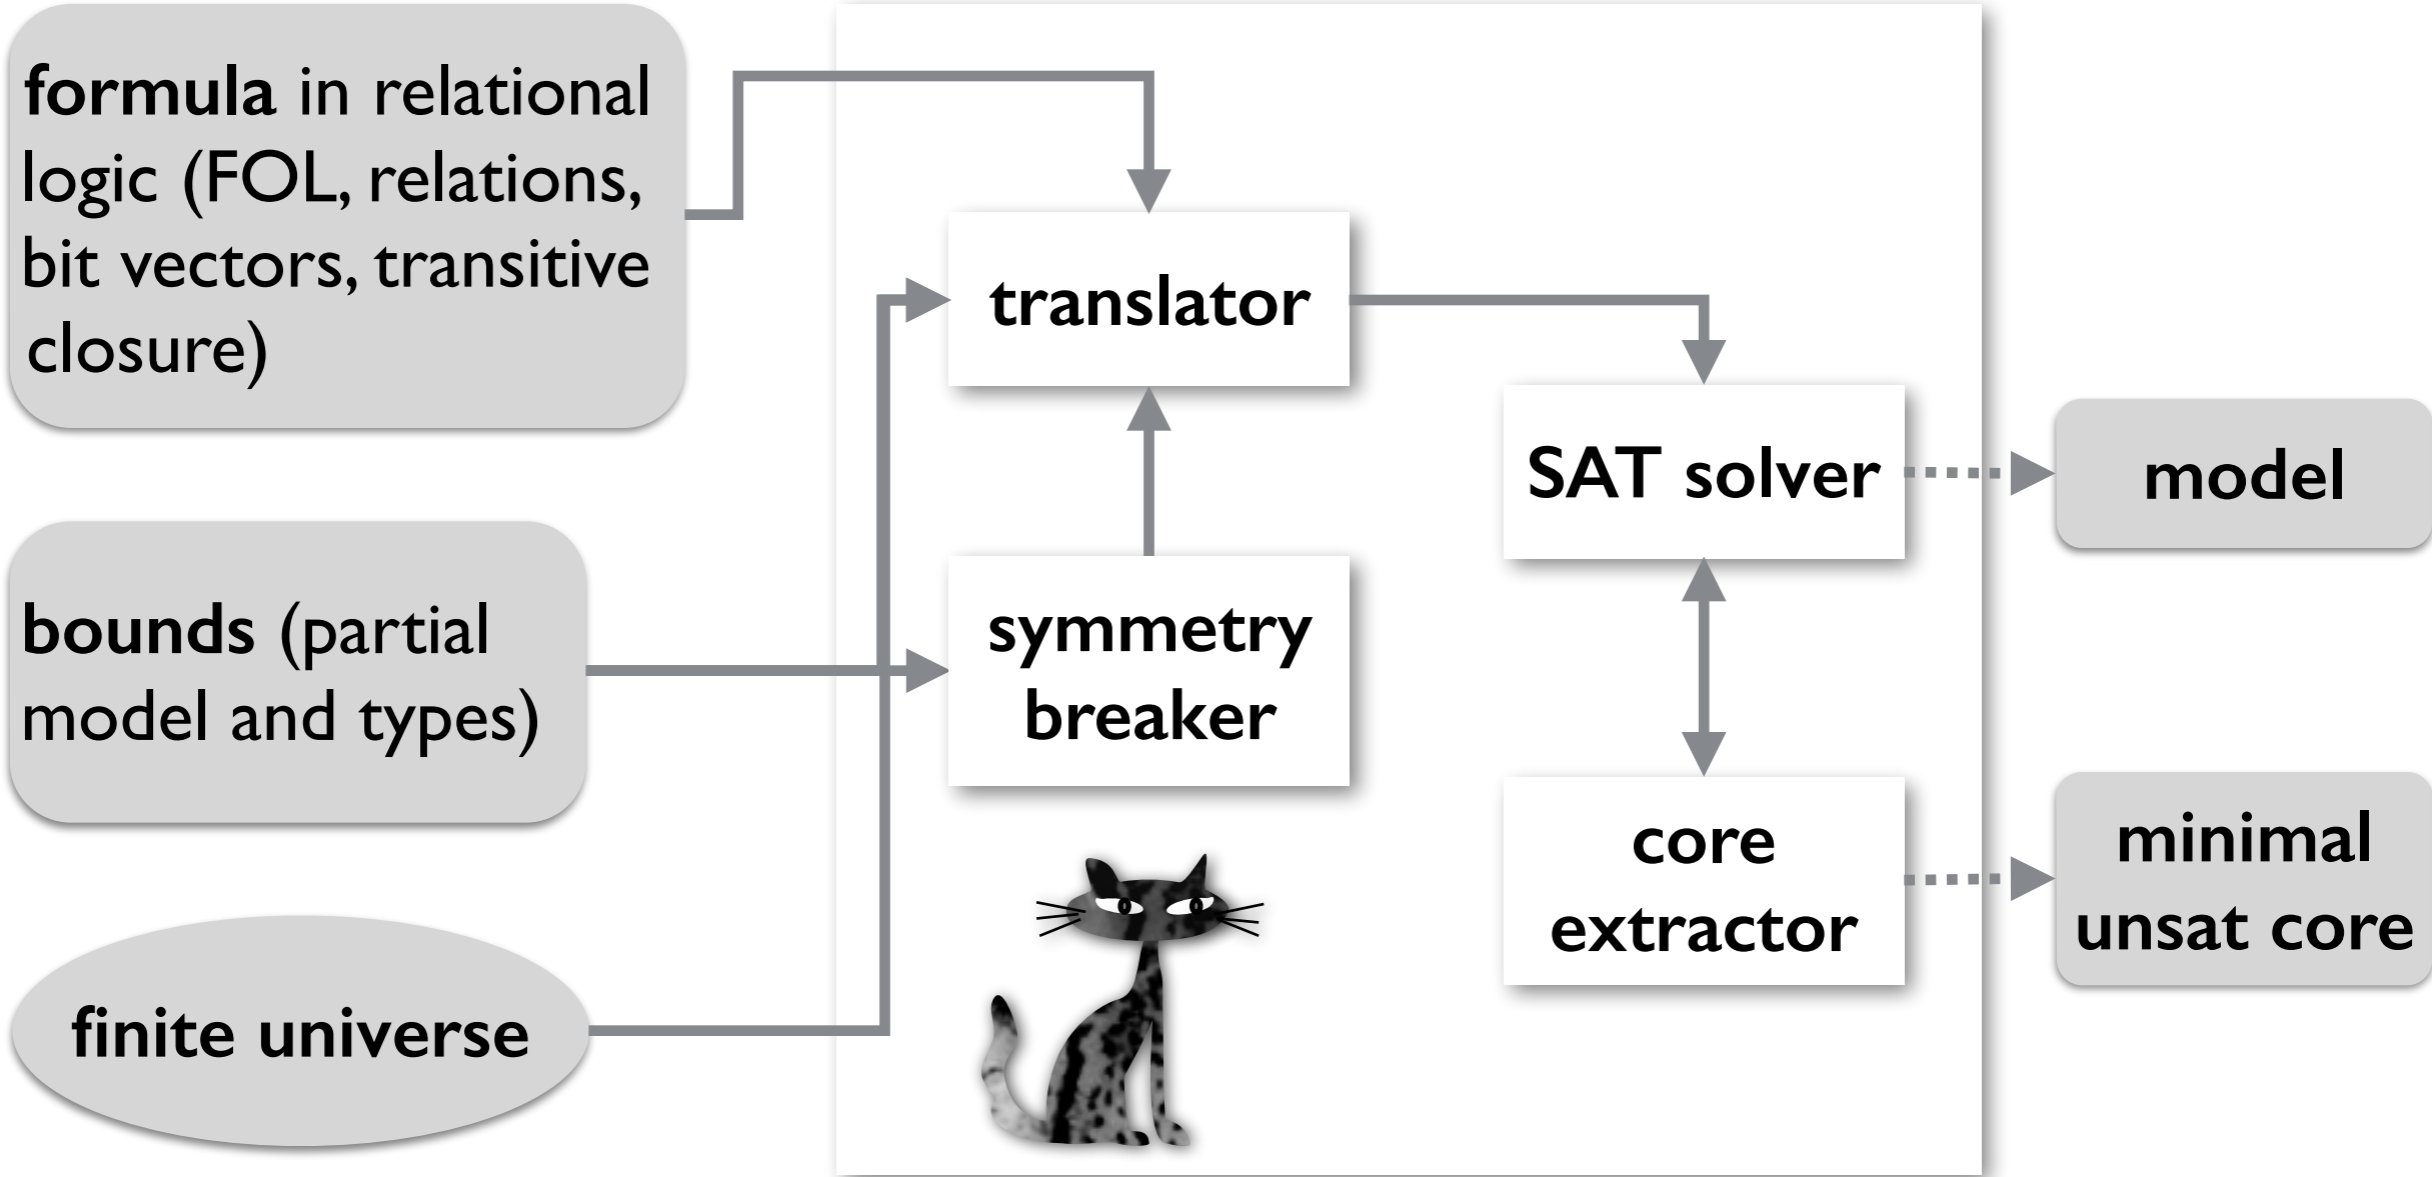 formula in relational
logic (FOL, relations,
bit vectors, transitive
closure)
translator
SAT solver
model
bounds (partial
model and types)
symmetry
breaker
core
extractor
minimal
unsat core
finite universe